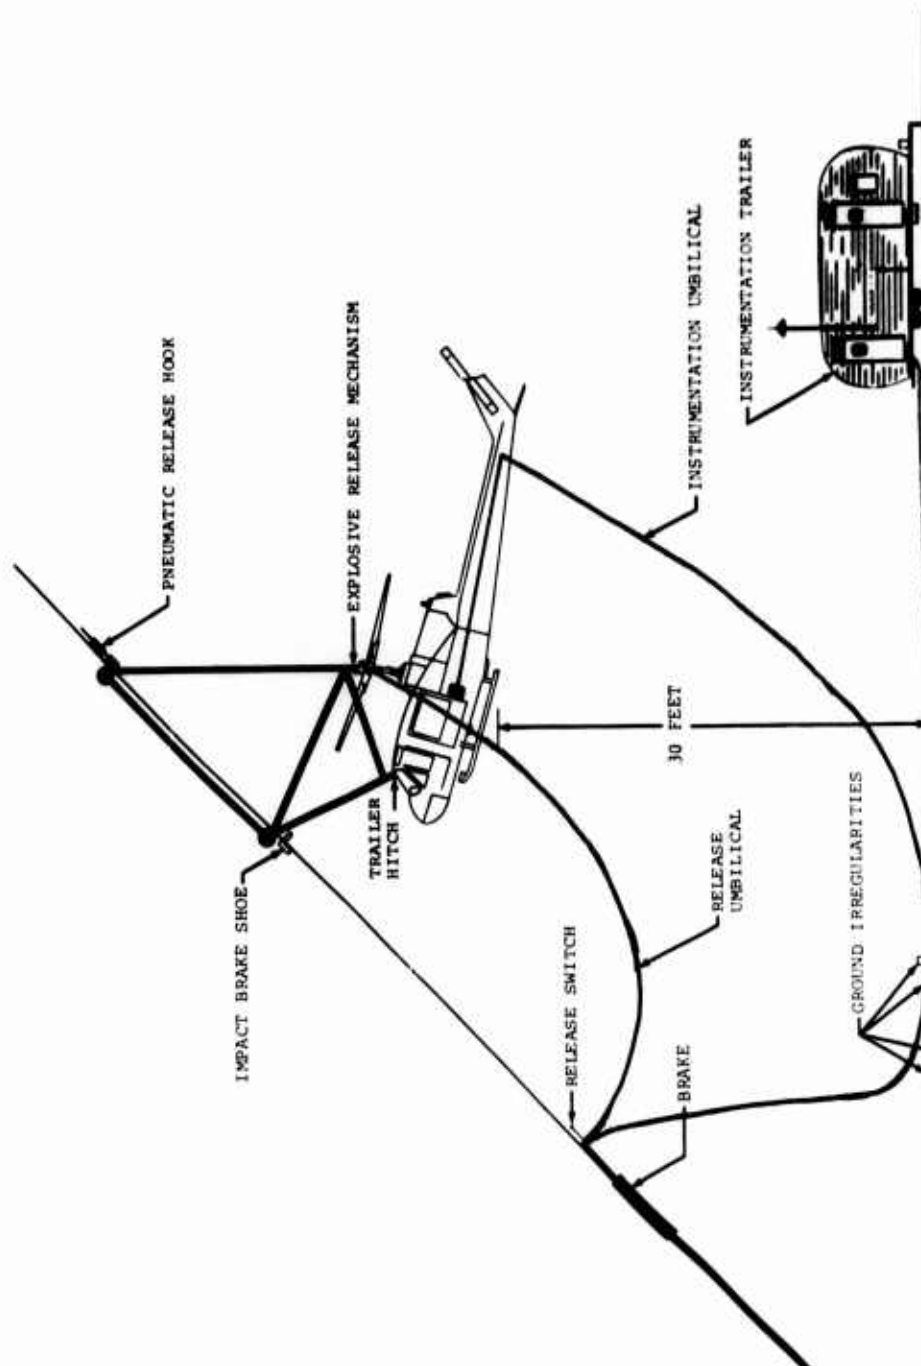 PNEUMATIC RELEASE HOOK
EXPLOSIVE RELEASE MECHANISM
IMPACT BRAKE SHOE
TRAILER
HITCH
INSTRUMENTATION UMBILICAL
INSTRUMENTATION TRAILER
30 FEET
RELEASE SWITCH
RELEASE
UMBILICAL
BRAKE
GROUND IRREGULARITIES